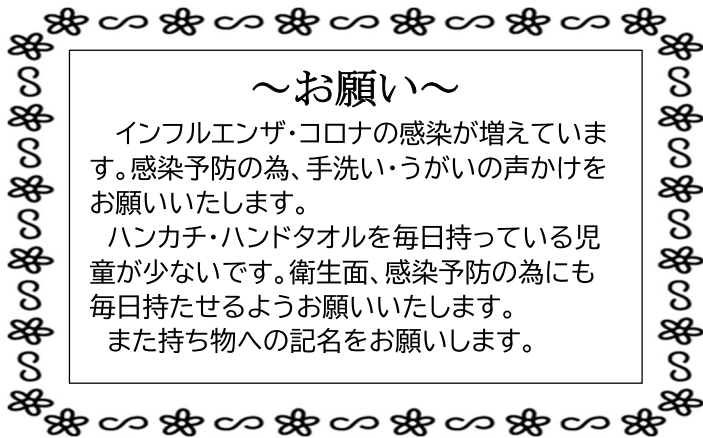 ～お願い～
インフルエンザ・コロナの感染が増えていま
す。感染予防の為、手洗い・うがいの声かけを
お願いいたします。
ハンカチ・ハンドタオルを毎日持っている児
童が少ないです。衛生面、感染予防の為にも
毎日持たせるようお願いいたします。
また持ち物への記名をお願いします。